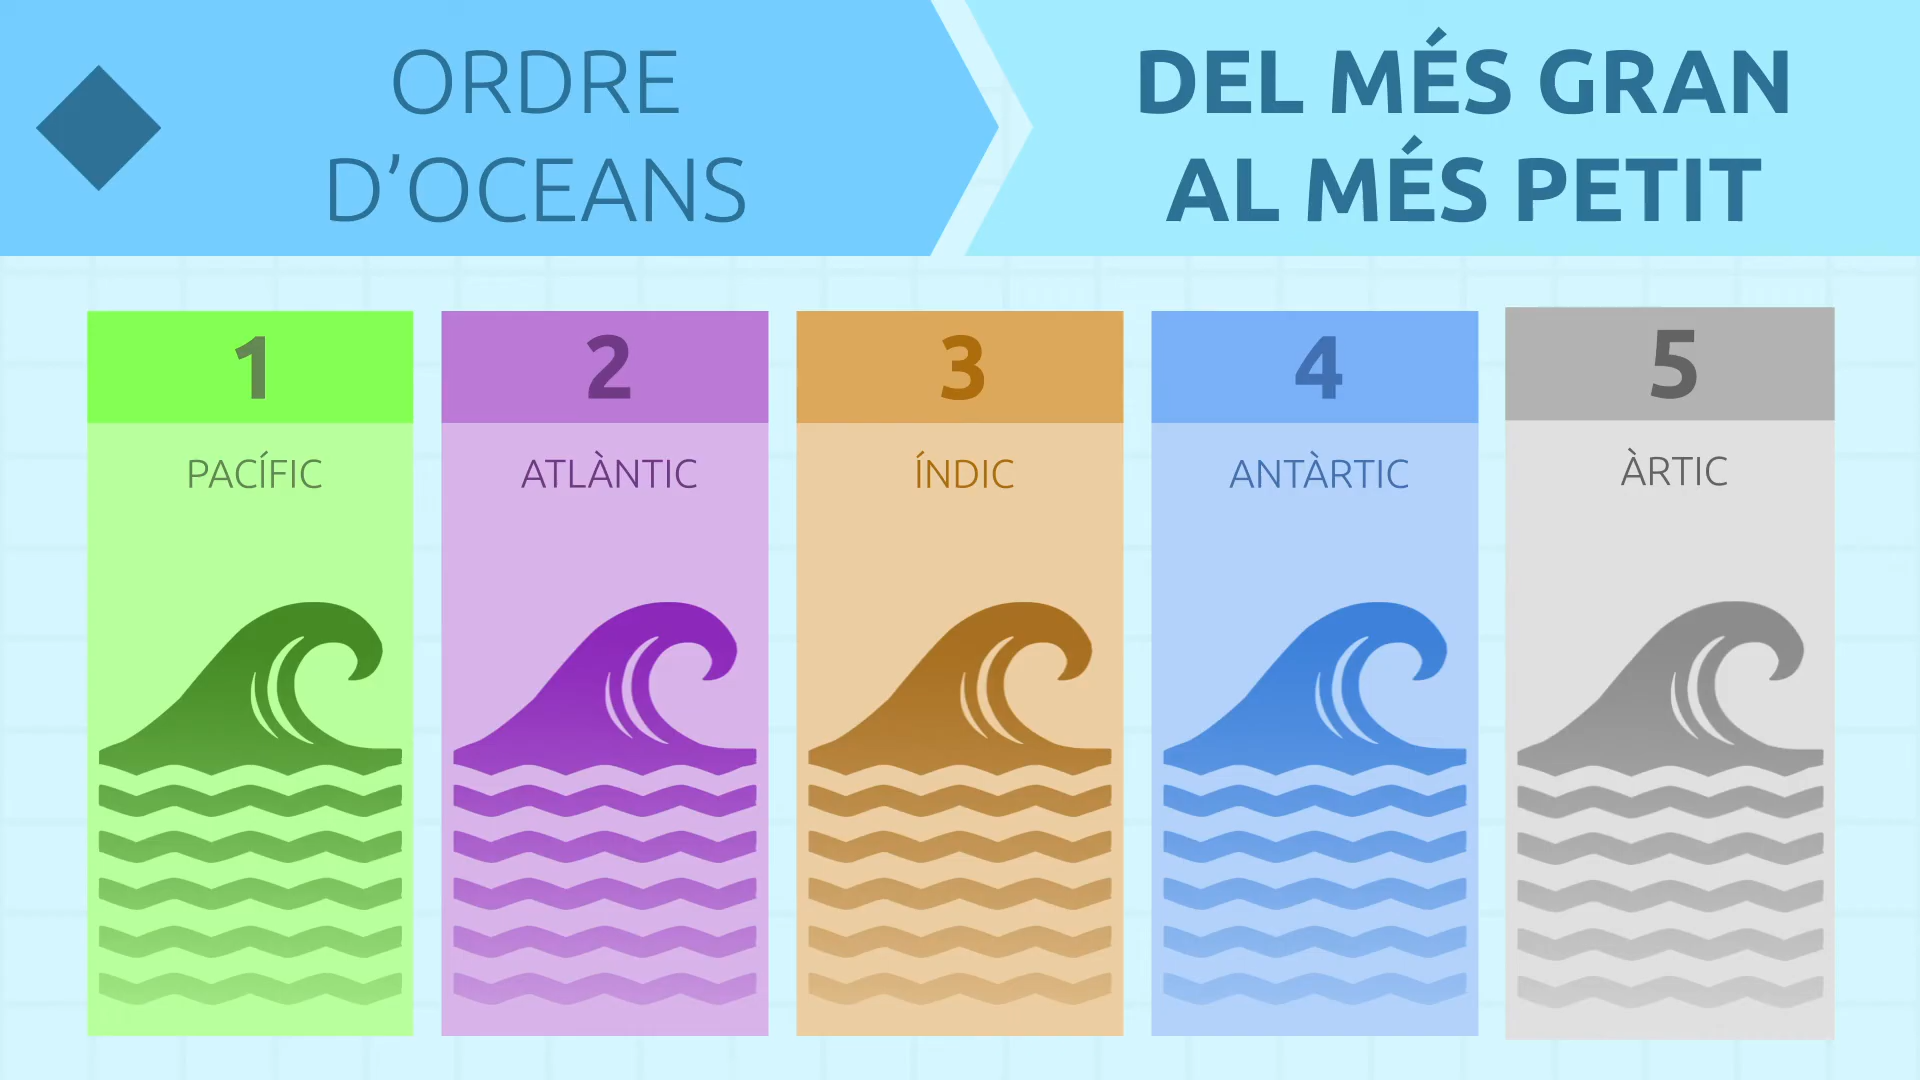 ORDRE
D’OCEANS
DEL MÉS GRAN
AL MÉS PETIT
1
PACÍFIC
2
ATLÀNTIC
3
ÍNDIC
4
ANTÀRTIC
5
ÀRTIC